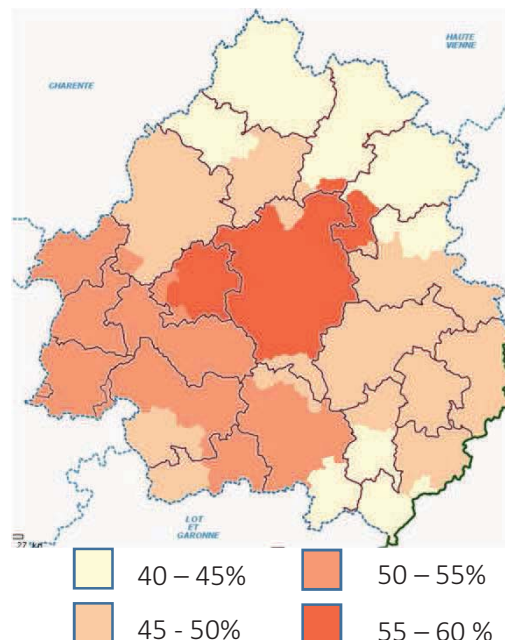 HAUTE
VIENNE
CHARENTE
LOT
ET
GARONNE
40 – 45%
50 – 55%
45 - 50%
55 – 60 %